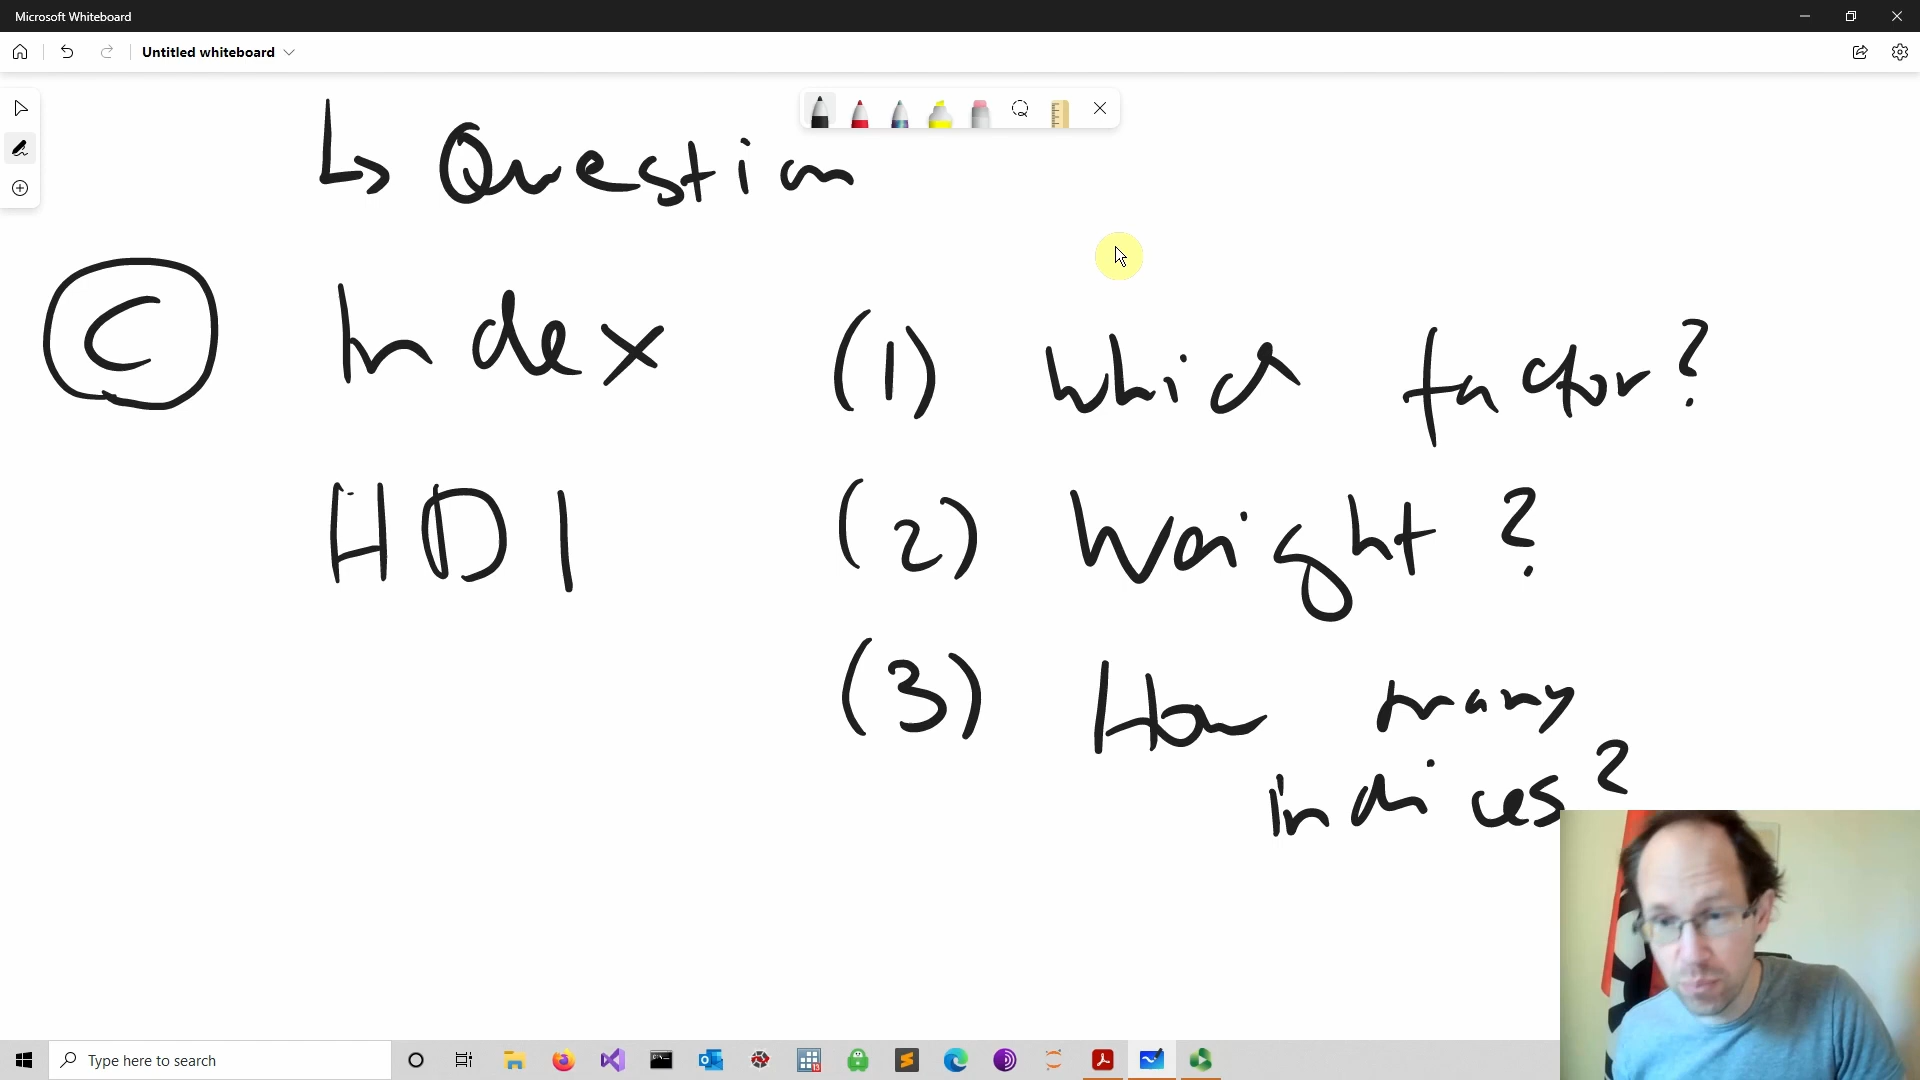 Microsoft Whiteboard
Untitled whiteboard
↳ Question
C Index (1) Which factor?
HDI (2) Weight?
(3) How many
indices?
Type here to search